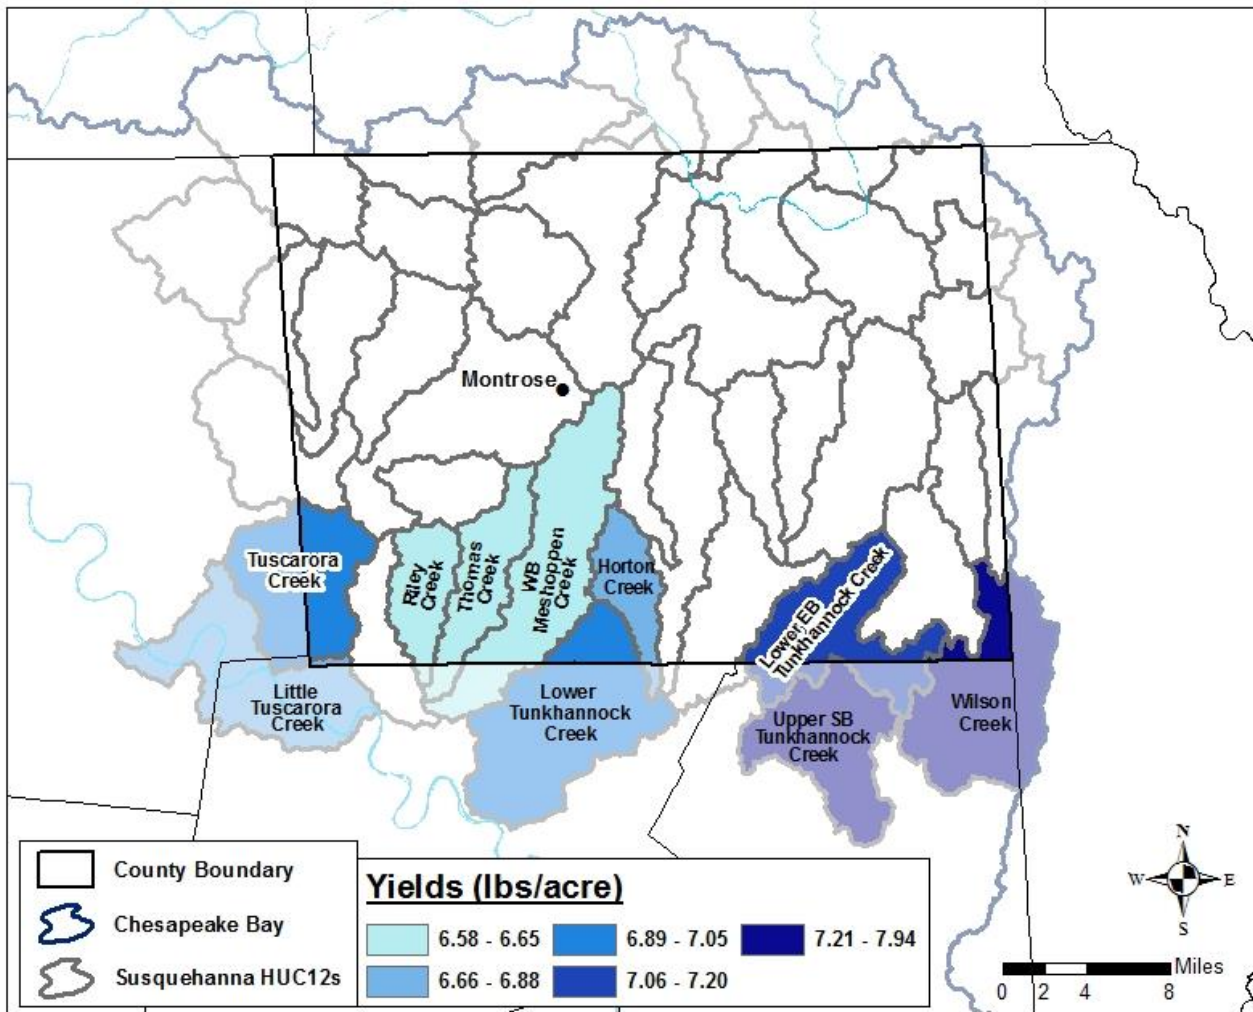 Montrose
Tuscarora
Creek
Riley
Creek
Thomas
Creek
WB
Meshoppen
Creek
Horton
Creek
Lower EB
Tunkhannock Creek
Little
Tuscarora
Creek
Lower
Tunkhannock
Creek
Upper SB
Tunkhannock
Creek
Wilson
Creek
County Boundary
Chesapeake Bay
Susquehanna HUC12s
Yields (lbs/acre)
6.58 - 6.65
6.89 - 7.05
7.21 - 7.94
6.66 - 6.88
7.06 - 7.20
N
W
E
S
Miles
0 2 4 8